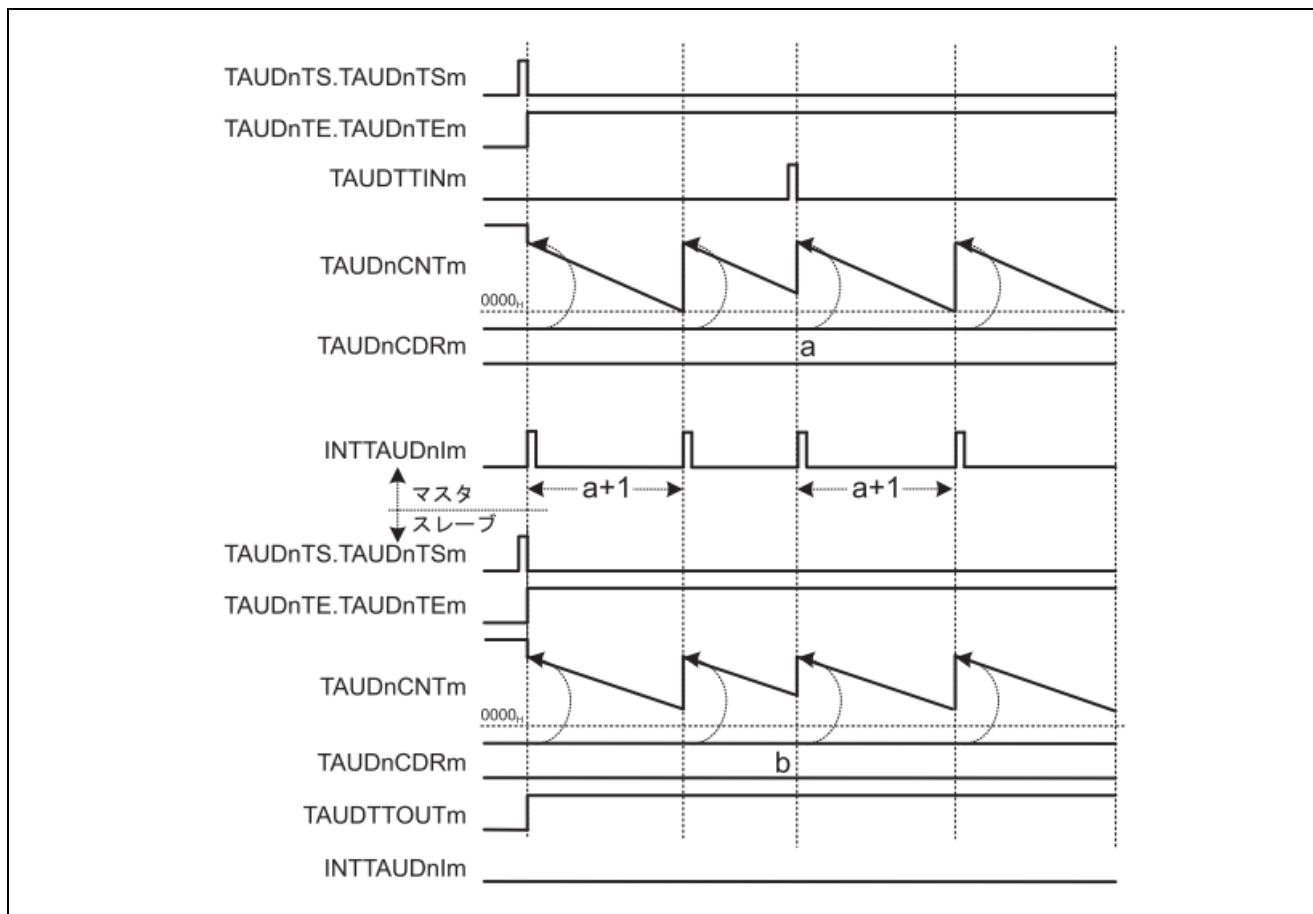 TAUDnTS.TAUDnTSm
TAUDnTE.TAUDnTEm
TAUDTTINm
TAUDnCNTm
0000H
TAUDnCDRm
a
INTTAUDnIm
a+1
a+1
マスタ
スレーブ
TAUDnTS.TAUDnTSm
TAUDnTE.TAUDnTEm
TAUDnCNTm
0000H
TAUDnCDRm
b
TAUDTTOUTm
INTTAUDnIm